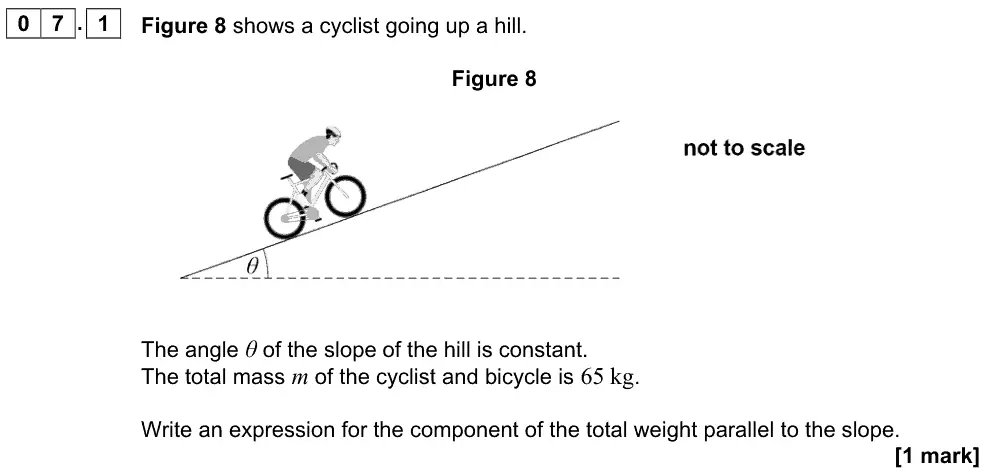 0 7 . 1 Figure 8 shows a cyclist going up a hill.
Figure 8
not to scale
θ
The angle θ of the slope of the hill is constant.
The total mass m of the cyclist and bicycle is 65 kg.
Write an expression for the component of the total weight parallel to the slope.
[1 mark]